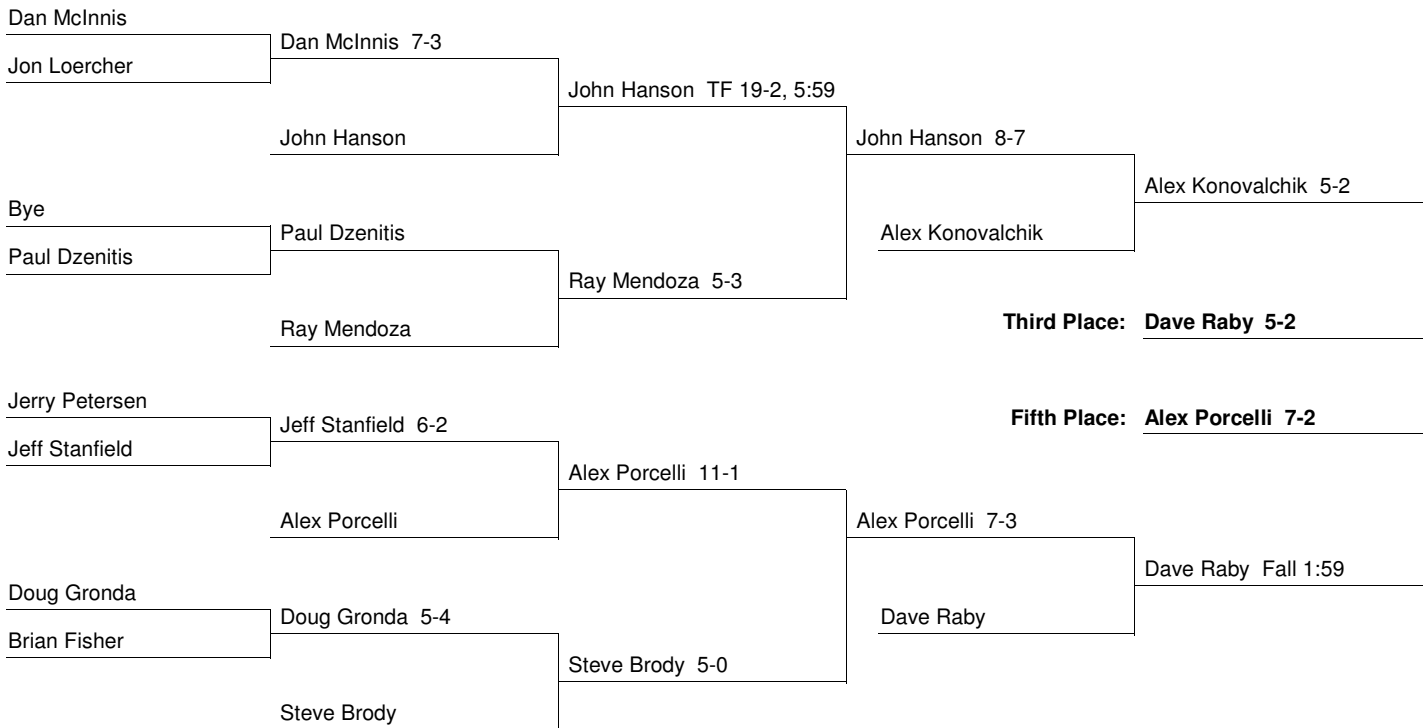 Dan McInnis
Dan McInnis 7-3
Jon Loercher
John Hanson TF 19-2, 5:59
John Hanson
John Hanson 8-7
Alex Konovalchik 5-2
Bye
Paul Dzenitis
Alex Konovalchik
Paul Dzenitis
Ray Mendoza 5-3
Ray Mendoza
Third Place: Dave Raby 5-2
Jerry Petersen
Jeff Stanfield 6-2
Fifth Place: Alex Porcelli 7-2
Jeff Stanfield
Alex Porcelli 11-1
Alex Porcelli
Alex Porcelli 7-3
Dave Raby Fall 1:59
Doug Gronda
Doug Gronda 5-4
Dave Raby
Brian Fisher
Steve Brody 5-0
Steve Brody